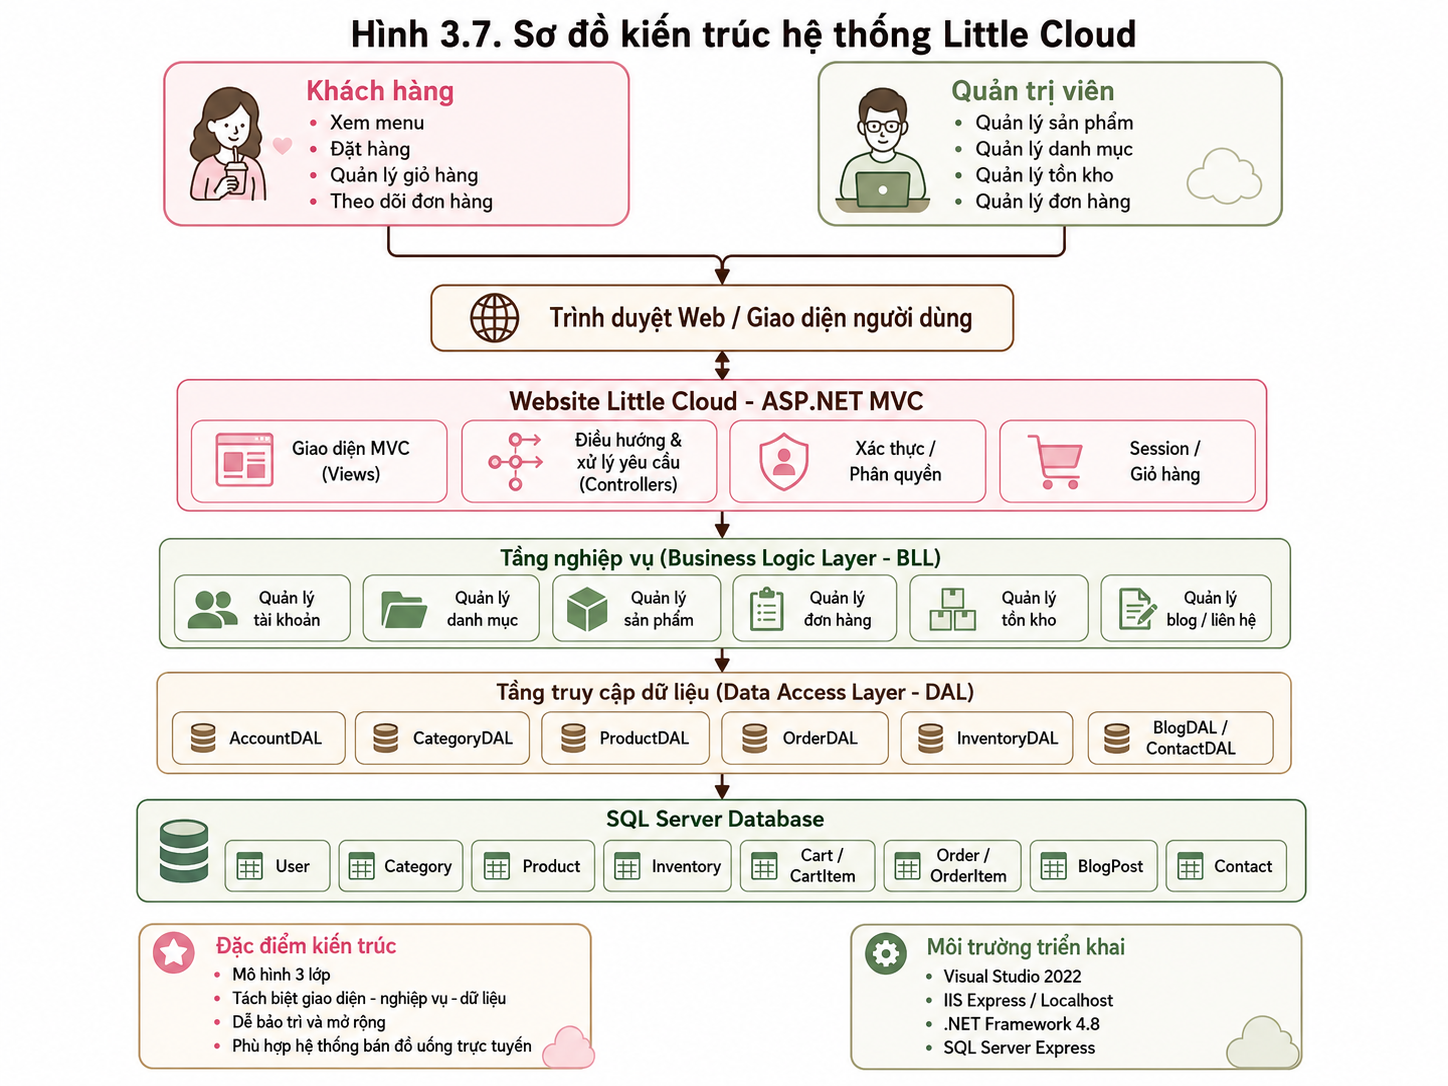 Hình 3.7. Sơ đồ kiến trúc hệ thống Little Cloud
Khách hàng
• Xem menu
• Đặt hàng
• Quản lý giỏ hàng
• Theo dõi đơn hàng
Quản trị viên
• Quản lý sản phẩm
• Quản lý danh mục
• Quản lý tồn kho
• Quản lý đơn hàng
Trình duyệt Web / Giao diện người dùng
Website Little Cloud - ASP.NET MVC
Giao diện MVC
(Views)
Điều hướng &
xử lý yêu cầu
(Controllers)
Xác thực /
Phân quyền
Session /
Giỏ hàng
Tầng nghiệp vụ (Business Logic Layer - BLL)
Quản lý
tài khoản
Quản lý
danh mục
Quản lý
sản phẩm
Quản lý
đơn hàng
Quản lý
tồn kho
Quản lý
blog / liên hệ
Tầng truy cập dữ liệu (Data Access Layer - DAL)
AccountDAL
CategoryDAL
ProductDAL
OrderDAL
InventoryDAL
BlogDAL /
ContactDAL
SQL Server Database
User
Category
Product
Inventory
Cart /
CartItem
Order /
OrderItem
BlogPost
Contact
Đặc điểm kiến trúc
• Mô hình 3 lớp
• Tách biệt giao diện - nghiệp vụ - dữ liệu
• Dễ bảo trì và mở rộng
• Phù hợp hệ thống bán đồ uống trực tuyến
Môi trường triển khai
• Visual Studio 2022
• IIS Express / Localhost
• .NET Framework 4.8
• SQL Server Express